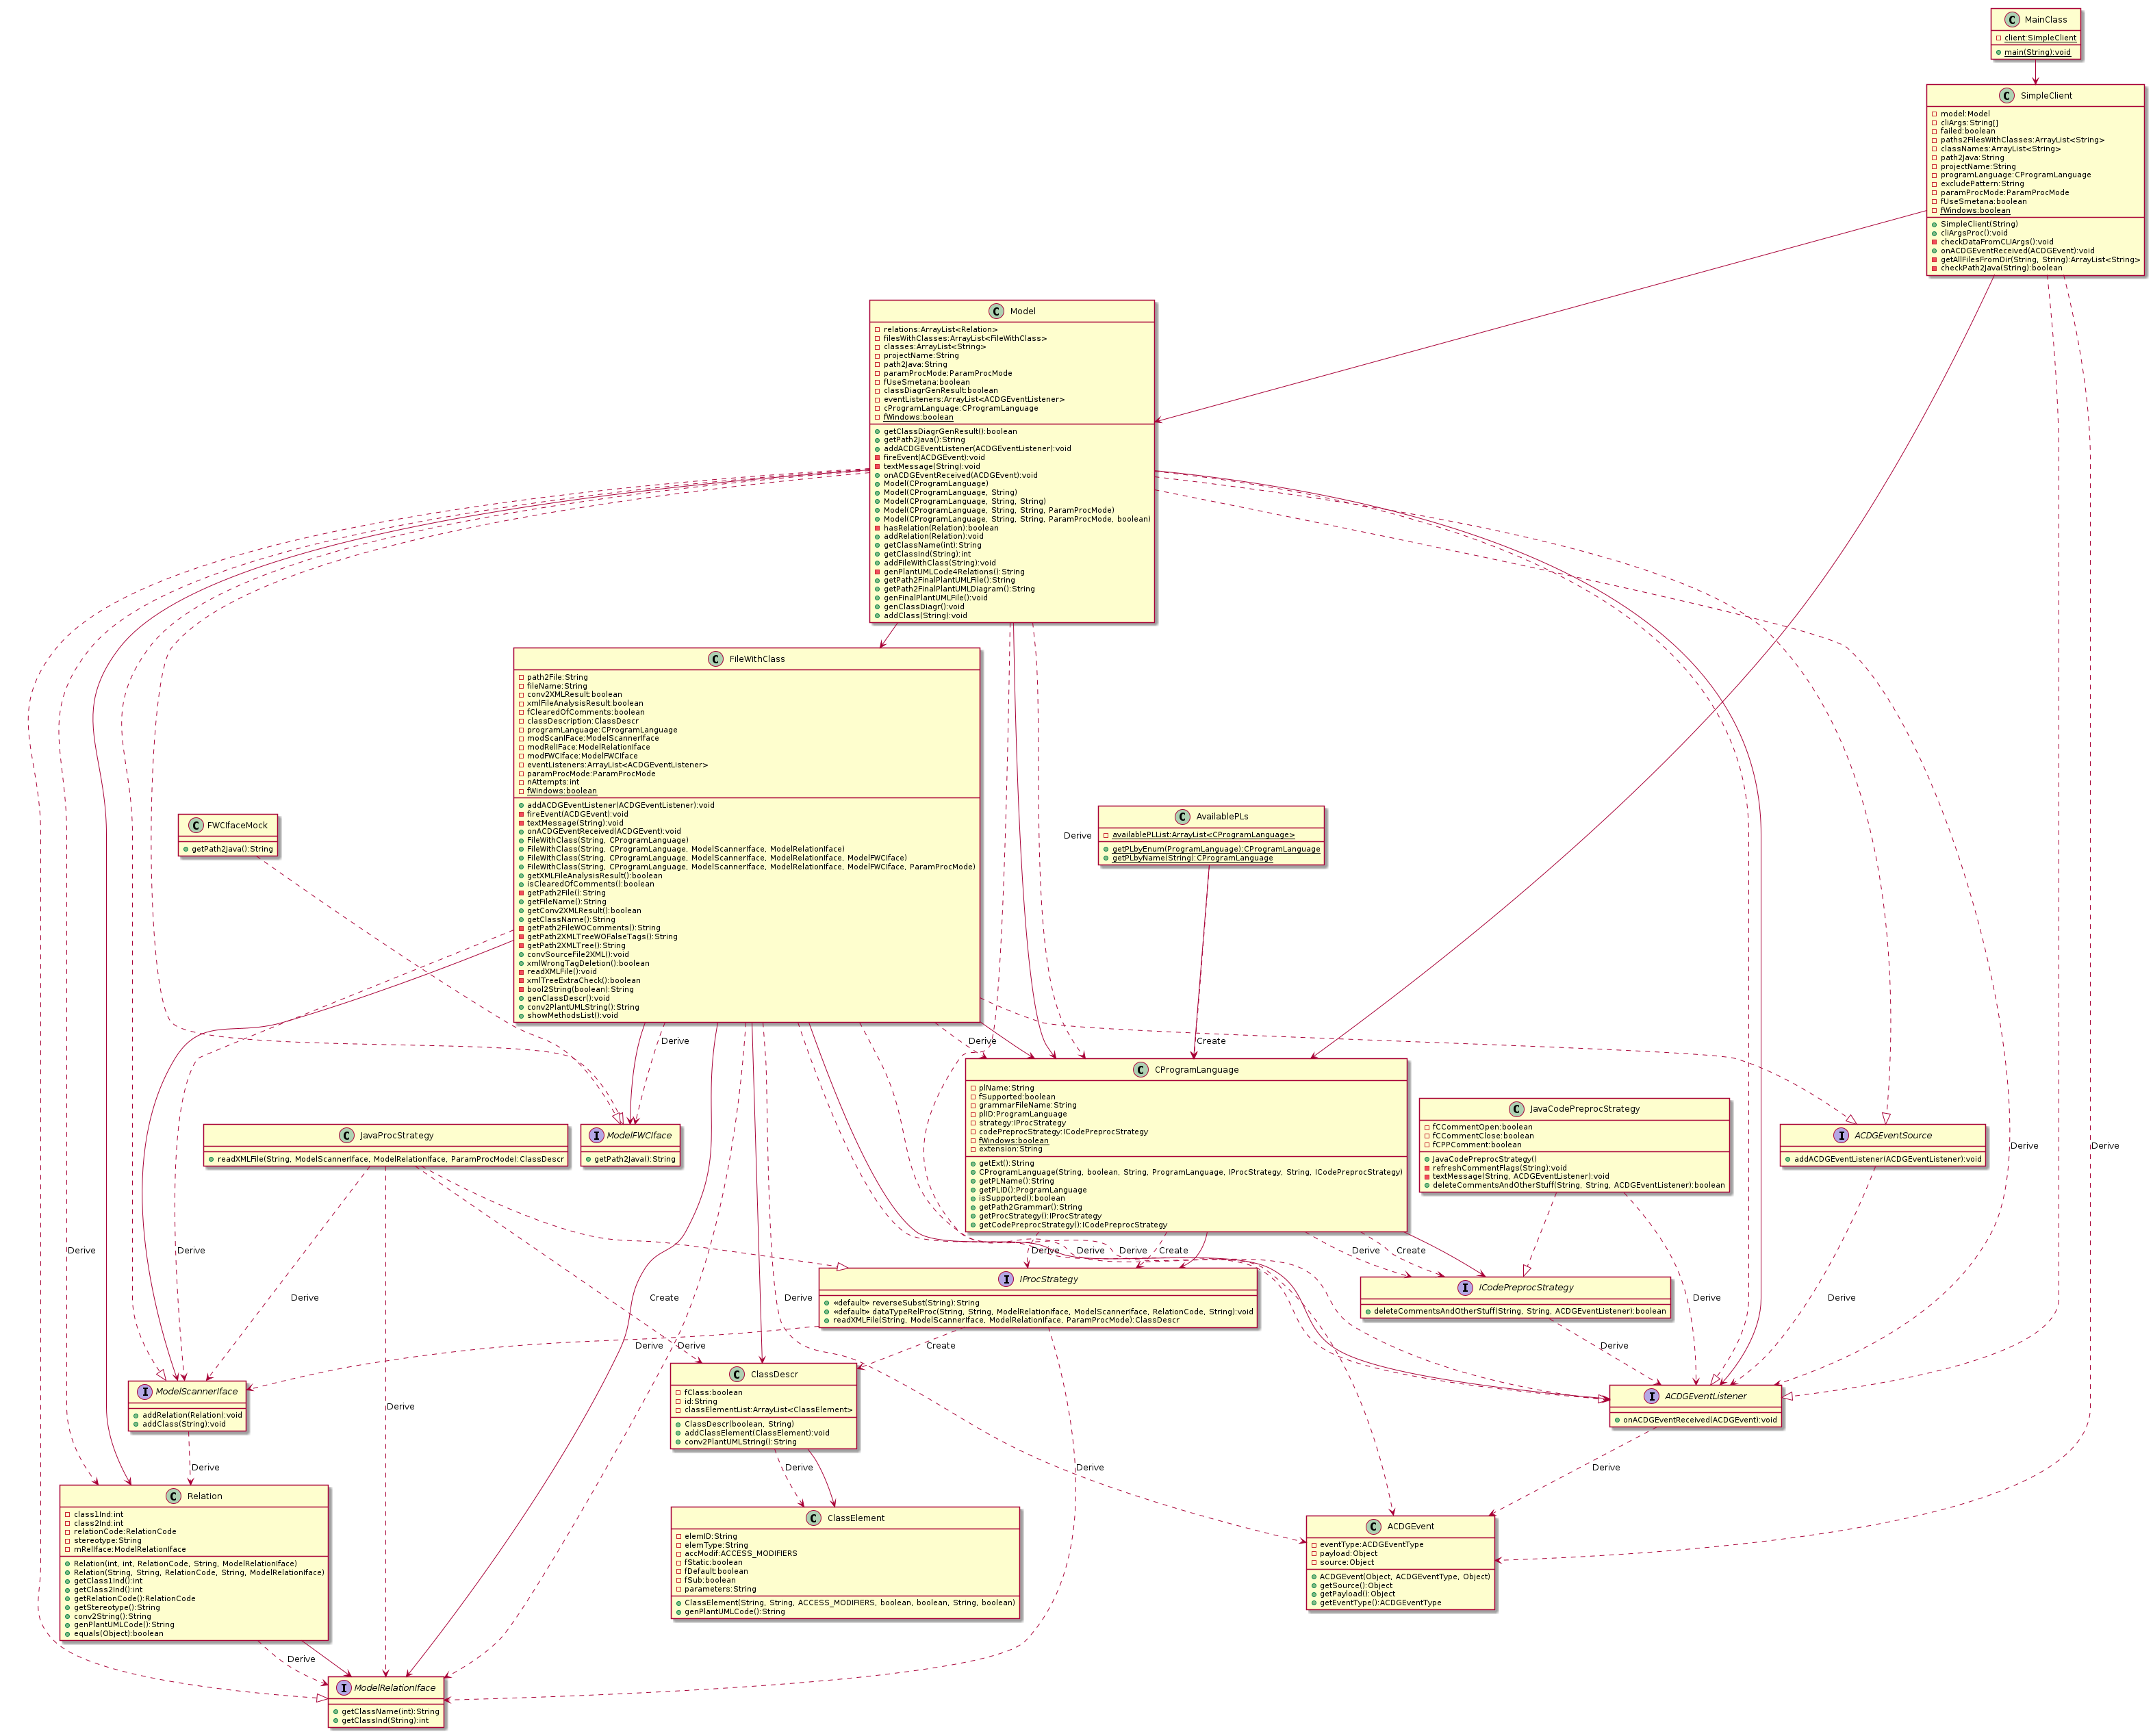 MainClass
client:SimpleClient
main(String):void
SimpleClient
model:Model
cliArgs:String[]
failed:boolean
paths2FilesWithClasses:ArrayList<String>
classNames:ArrayList<String>
path2Java:String
projectName:String
programLanguage:CProgramLanguage
excludePattern:String
paramProcMode:ParamProcMode
fUseSmetana:boolean
fWindows:boolean
SimpleClient(String)
cliArgsProc():void
checkDataFromCLIArgs():void
onACDGEventReceived(ACDGEvent):void
getAllFilesFromDir(String, String):ArrayList<String>
checkPath2Java(String):boolean
Model
relations:ArrayList<Relation>
filesWithClasses:ArrayList<FileWithClass>
classes:ArrayList<String>
projectName:String
path2Java:String
paramProcMode:ParamProcMode
fUseSmetana:boolean
classDiagrGenResult:boolean
eventListeners:ArrayList<ACDGEventListener>
cProgramLanguage:CProgramLanguage
fWindows:boolean
getClassDiagrGenResult():boolean
getPath2Java():String
addACDGEventListener(ACDGEventListener):void
fireEvent(ACDGEvent):void
textMessage(String):void
onACDGEventReceived(ACDGEvent):void
Model(CProgramLanguage)
Model(CProgramLanguage, String)
Model(CProgramLanguage, String, String)
Model(CProgramLanguage, String, String, ParamProcMode)
Model(CProgramLanguage, String, String, ParamProcMode, boolean)
hasRelation(Relation):boolean
addRelation(Relation):void
getClassName(int):String
getClassInd(String):int
addFileWithClass(String):void
genPlantUMLCode4Relations():String
getPath2FinalPlantUMLFile():String
getPath2FinalPlantUMLDiagram():String
genFinalPlantUMLFile():void
genClassDiagr():void
addClass(String):void
FileWithClass
path2File:String
fileName:String
conv2XMLResult:boolean
xmlFileAnalysisResult:boolean
fClearedOfComments:boolean
classDescription:ClassDescr
programLanguage:CProgramLanguage
modScanIFace:ModelScannerIface
modRelIFace:ModelRelationIface
modFWCIface:ModelFWCIface
eventListeners:ArrayList<ACDGEventListener>
paramProcMode:ParamProcMode
nAttempts:int
fWindows:boolean
addACDGEventListener(ACDGEventListener):void
fireEvent(ACDGEvent):void
textMessage(String):void
onACDGEventReceived(ACDGEvent):void
FileWithClass(String, CProgramLanguage)
FileWithClass(String, CProgramLanguage, ModelScannerIface, ModelRelationIface)
FileWithClass(String, CProgramLanguage, ModelScannerIface, ModelRelationIface, ModelFWCIface)
FileWithClass(String, CProgramLanguage, ModelScannerIface, ModelRelationIface, ModelFWCIface, ParamProcMode)
getXMLFileAnalysisResult():boolean
isClearedOfComments():boolean
getPath2File():String
getFileName():String
getConv2XMLResult():boolean
getClassName():String
getPath2FileWOComments():String
getPath2XMLTreeWOFalseTags():String
getPath2XMLTree():String
convSourceFile2XML():void
xmlWrongTagDeletion():boolean
readXMLFile():void
xmlTreeExtraCheck():boolean
bool2String(boolean):String
genClassDescr():void
conv2PlantUMLString():String
showMethodsList():void
FWCIfaceMock
getPath2Java():String
AvailablePLs
availablePLList:ArrayList<CProgramLanguage>
getPLbyEnum(ProgramLanguage):CProgramLanguage
getPLbyName(String):CProgramLanguage
Derive
Derive
Derive
Create
CProgramLanguage
plName:String
fSupported:boolean
grammarFileName:String
plID:ProgramLanguage
strategy:IProcStrategy
codePreprocStrategy:ICodePreprocStrategy
fWindows:boolean
extension:String
getExt():String
CProgramLanguage(String, boolean, String, ProgramLanguage, IProcStrategy, String, ICodePreprocStrategy)
getPLName():String
getPLID():ProgramLanguage
isSupported():boolean
getPath2Grammar():String
getProcStrategy():IProcStrategy
getCodePreprocStrategy():ICodePreprocStrategy
JavaCodePreprocStrategy
fCCommentOpen:boolean
fCCommentClose:boolean
fCPPComment:boolean
JavaCodePreprocStrategy()
refreshCommentFlags(String):void
textMessage(String, ACDGEventListener):void
deleteCommentsAndOtherStuff(String, String, ACDGEventListener):boolean
ACDGEventSource
addACDGEventListener(ACDGEventListener):void
JavaProcStrategy
readXMLFile(String, ModelScannerIface, ModelRelationIface, ParamProcMode):ClassDescr
ModelFWCIface
getPath2Java():String
Derive
Derive
Derive
Derive
Derive
Derive
Derive
Create
Derive
Create
IProcStrategy
«default» reverseSubst(String):String
«default» dataTypeRelProc(String, String, ModelRelationIface, ModelScannerIface, RelationCode, String):void
readXMLFile(String, ModelScannerIface, ModelRelationIface, ParamProcMode):ClassDescr
ICodePreprocStrategy
deleteCommentsAndOtherStuff(String, String, ACDGEventListener):boolean
Derive
Create
Derive
Derive
Derive
Derive
Derive
Create
Derive
ModelScannerIface
addRelation(Relation):void
addClass(String):void
ClassDescr
fClass:boolean
id:String
classElementList:ArrayList<ClassElement>
ClassDescr(boolean, String)
addClassElement(ClassElement):void
conv2PlantUMLString():String
ACDGEventListener
onACDGEventReceived(ACDGEvent):void
Derive
Derive
Derive
Derive
Derive
Relation
class1Ind:int
class2Ind:int
relationCode:RelationCode
stereotype:String
mRelIface:ModelRelationIface
Relation(int, int, RelationCode, String, ModelRelationIface)
Relation(String, String, RelationCode, String, ModelRelationIface)
getClass1Ind():int
getClass2Ind():int
getRelationCode():RelationCode
getStereotype():String
conv2String():String
genPlantUMLCode():String
equals(Object):boolean
ClassElement
elemID:String
elemType:String
accModif:ACCESS_MODIFIERS
fStatic:boolean
fDefault:boolean
fSub:boolean
parameters:String
ClassElement(String, String, ACCESS_MODIFIERS, boolean, boolean, String, boolean)
genPlantUMLCode():String
ACDGEvent
eventType:ACDGEventType
payload:Object
source:Object
ACDGEvent(Object, ACDGEventType, Object)
getSource():Object
getPayload():Object
getEventType():ACDGEventType
Derive
ModelRelationIface
getClassName(int):String
getClassInd(String):int